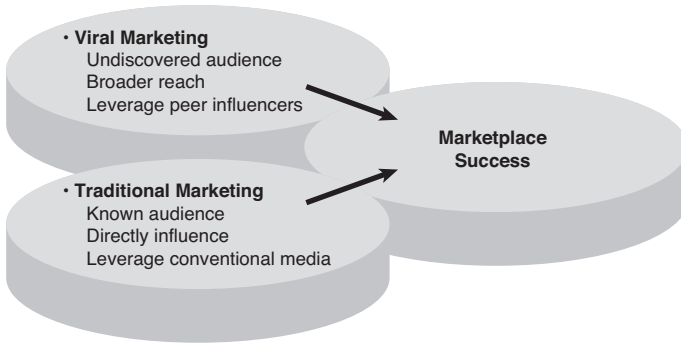 • Viral Marketing
Undiscovered audience
Broader reach
Leverage peer influencers
Marketplace
Success
• Traditional Marketing
Known audience
Directly influence
Leverage conventional media